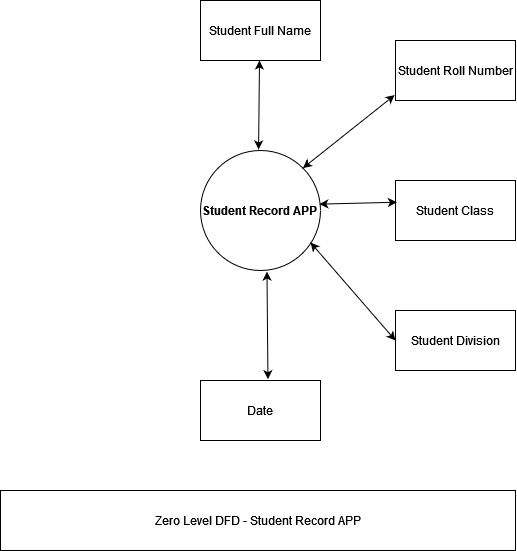 Student Full Name
Student Roll Number
Student Record APP
Student Class
Student Division
Date
Zero Level DFD - Student Record APP